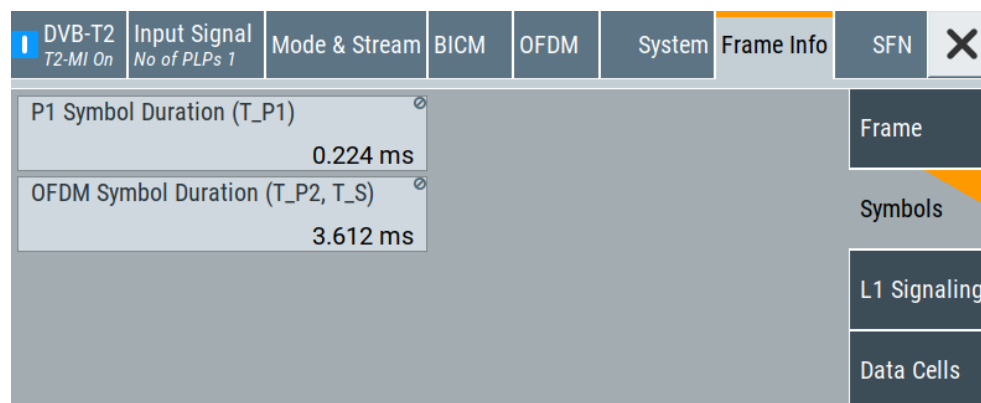 DVB-T2
T2-MI On
Input Signal
No of PLPs 1
Mode & Stream
BICM
OFDM
System
Frame Info
SFN
P1 Symbol Duration (T_P1)
0.224 ms
OFDM Symbol Duration (T_P2, T_S)
3.612 ms
Frame
Symbols
L1 Signaling
Data Cells